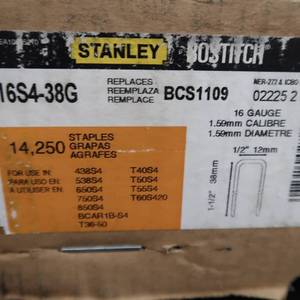 STANLEY BOSTITCH
16S4-38G
REPLACES
REEMPLAZA
REMPLACE
BCS1109
NER-272 & ICBO
02225 2
16 GAUGE
1.59mm CALIBRE
1.59mm DIAMETRE
14,250 STAPLES
GRAPAS
AGRAFES
1/2" 12mm
1-1/2" 38mm
FOR USE IN:
PARA USO EN:
A UTILISER EN:
438S4 T40S4
538S4 T50S4
650S4 T55S4
750S4 T60S420
850S4
BCAR1B-S4
T36-50